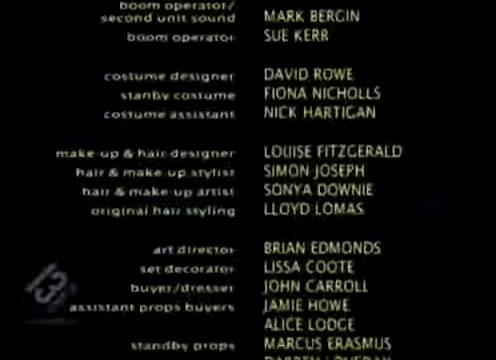 boom operator/
second unit sound MARK BERGIN
boom operator SUE KERR
costume designer DAVID ROWE
stanby costume FIONA NICHOLLS
costume assistant NICK HARTIGAN
make-up & hair designer LOUISE FITZGERALD
hair & make-up stylist SIMON JOSEPH
hair & make-up artist SONYA DOWNIE
original hair styling LLOYD LOMAS
art director BRIAN EDMONDS
set decorator LISSA COOTE
buyer/dresser JOHN CARROLL
assistant props buyers JAMIE HOWE
ALICE LODGE
standby props MARCUS ERASMUS
13